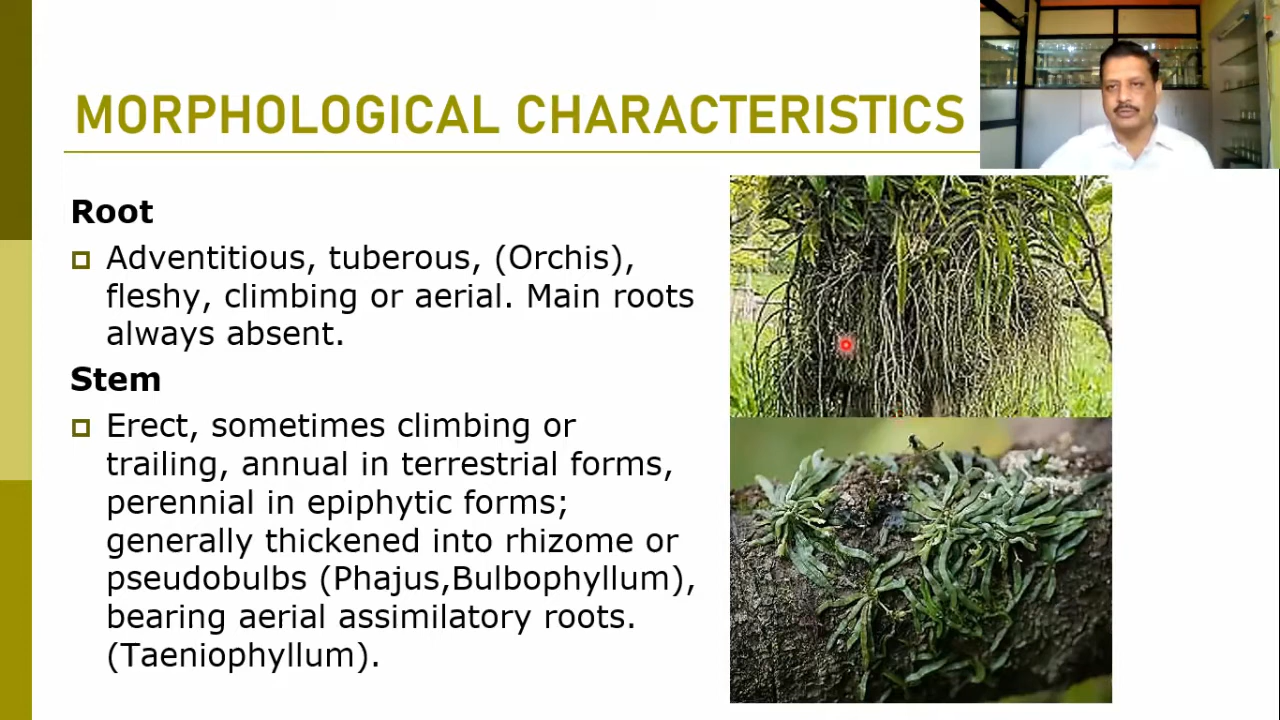 MORPHOLOGICAL CHARACTERISTICS
Root
Adventitious, tuberous, (Orchis),
fleshy, climbing or aerial. Main roots
always absent.
Stem
Erect, sometimes climbing or
trailing, annual in terrestrial forms,
perennial in epiphytic forms;
generally thickened into rhizome or
pseudobulbs (Phajus,Bulbophyllum),
bearing aerial assimilatory roots.
(Taeniophyllum).